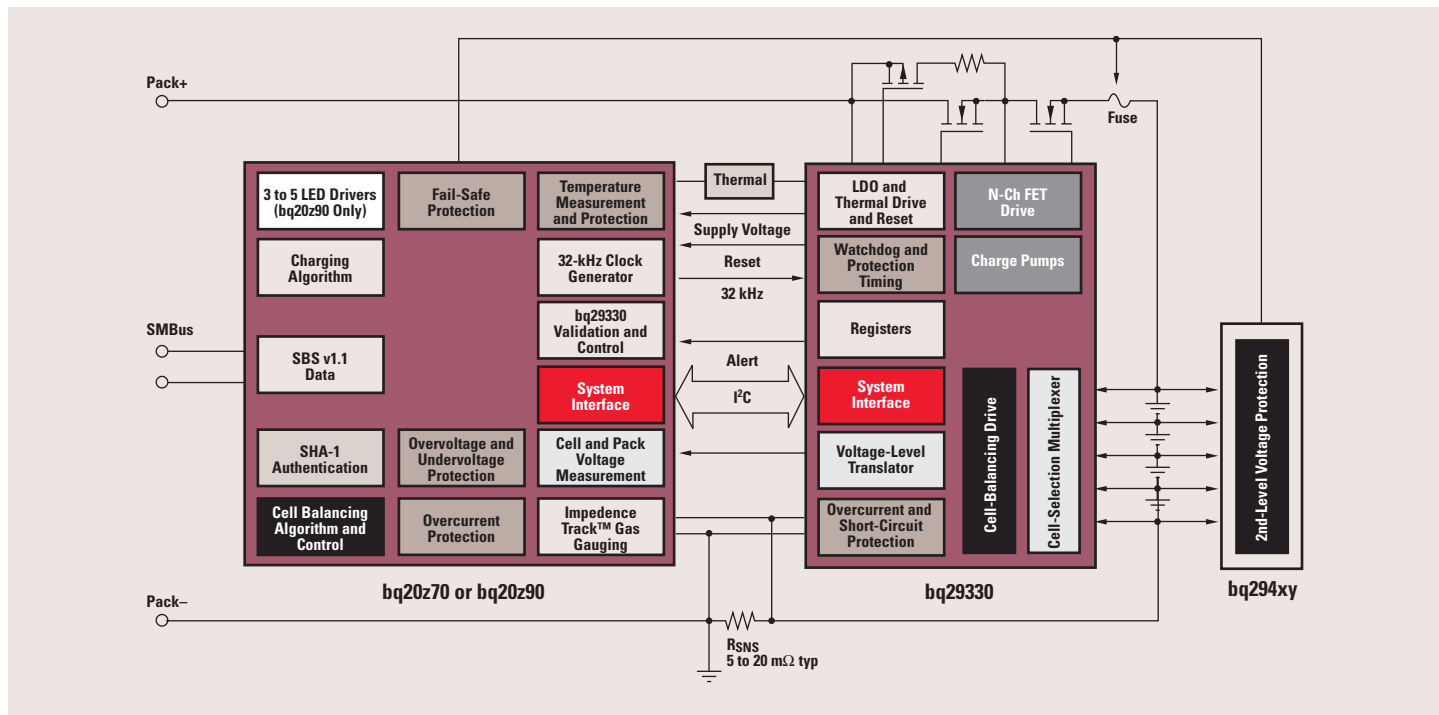 Pack+
Fuse
3 to 5 LED Drivers
(bq20z90 Only)
Fail-Safe
Protection
Temperature
Measurement
and Protection
Charging
Algorithm
32-kHz Clock
Generator
bq29330
Validation and
Control
SMBus
SBS v1.1
Data
System
Interface
SHA-1
Authentication
Overvoltage and
Undervoltage
Protection
Cell and Pack
Voltage
Measurement
Cell Balancing
Algorithm and
Control
Overcurrent
Protection
Impedence
Track™ Gas
Gauging
bq20z70 or bq20z90
Thermal
Supply Voltage
Reset
32 kHz
Alert
I²C
LDO and
Thermal Drive
and Reset
N-Ch FET
Drive
Watchdog and
Protection
Timing
Charge Pumps
Registers
System
Interface
Voltage-Level
Translator
Overcurrent and
Short-Circuit
Protection
Cell-Balancing Drive
Cell-Selection Multiplexer
bq29330
2nd-Level Voltage Protection
bq294xy
Pack–
RSNS
5 to 20 mΩ typ